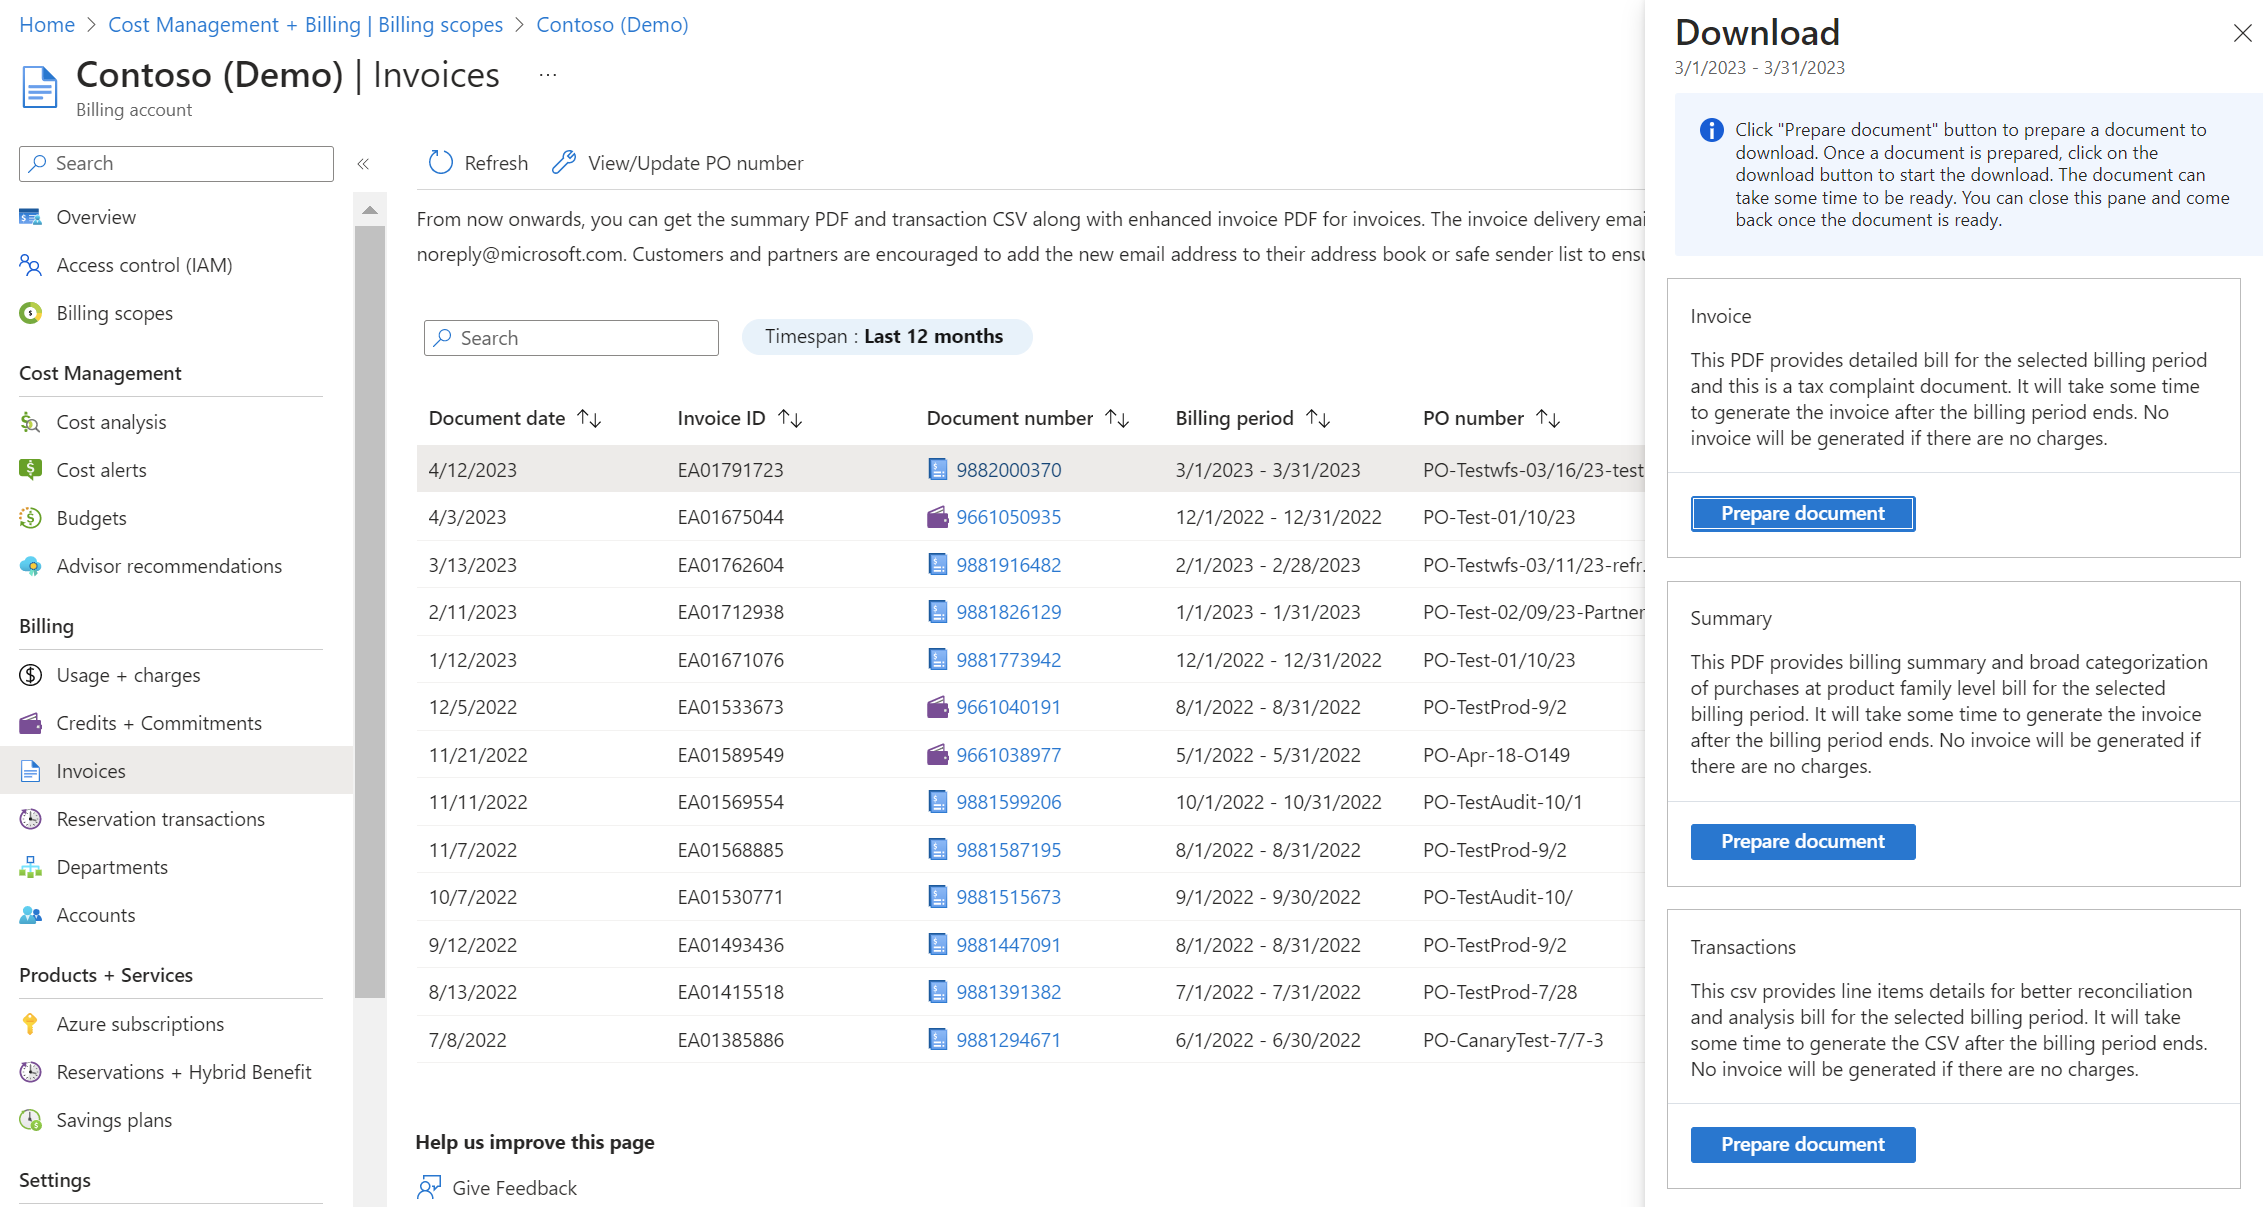 Home > Cost Management + Billing | Billing scopes > Contoso (Demo)
Contoso (Demo) | Invoices ...
Billing account
Search «
Overview
Access control (IAM)
Billing scopes
Cost Management
Cost analysis
Cost alerts
Budgets
Advisor recommendations
Billing
Usage + charges
Credits + Commitments
Invoices
Reservation transactions
Departments
Accounts
Products + Services
Azure subscriptions
Reservations + Hybrid Benefit
Savings plans
Settings
Refresh View/Update PO number
From now onwards, you can get the summary PDF and transaction CSV along with enhanced invoice PDF for invoices. The invoice delivery emai
noreply@microsoft.com. Customers and partners are encouraged to add the new email address to their address book or safe sender list to ensu
Search Timespan : Last 12 months
Document date ↑↓ Invoice ID ↑↓ Document number ↑↓ Billing period ↑↓ PO number ↑↓
4/12/2023 EA01791723 9882000370 3/1/2023 - 3/31/2023 PO-Testwfs-03/16/23-test
4/3/2023 EA01675044 9661050935 12/1/2022 - 12/31/2022 PO-Test-01/10/23
3/13/2023 EA01762604 9881916482 2/1/2023 - 2/28/2023 PO-Testwfs-03/11/23-refr.
2/11/2023 EA01712938 9881826129 1/1/2023 - 1/31/2023 PO-Test-02/09/23-Partner
1/12/2023 EA01671076 9881773942 12/1/2022 - 12/31/2022 PO-Test-01/10/23
12/5/2022 EA01533673 9661040191 8/1/2022 - 8/31/2022 PO-TestProd-9/2
11/21/2022 EA01589549 9661038977 5/1/2022 - 5/31/2022 PO-Apr-18-O149
11/11/2022 EA01569554 9881599206 10/1/2022 - 10/31/2022 PO-TestAudit-10/1
11/7/2022 EA01568885 9881587195 8/1/2022 - 8/31/2022 PO-TestProd-9/2
10/7/2022 EA01530771 9881515673 9/1/2022 - 9/30/2022 PO-TestAudit-10/
9/12/2022 EA01493436 9881447091 8/1/2022 - 8/31/2022 PO-TestProd-9/2
8/13/2022 EA01415518 9881391382 7/1/2022 - 7/31/2022 PO-TestProd-7/28
7/8/2022 EA01385886 9881294671 6/1/2022 - 6/30/2022 PO-CanaryTest-7/7-3
Help us improve this page
Give Feedback
Download
3/1/2023 - 3/31/2023
Click "Prepare document" button to prepare a document to
download. Once a document is prepared, click on the
download button to start the download. The document can
take some time to be ready. You can close this pane and come
back once the document is ready.
Invoice
This PDF provides detailed bill for the selected billing period
and this is a tax complaint document. It will take some time
to generate the invoice after the billing period ends. No
invoice will be generated if there are no charges.
Prepare document
Summary
This PDF provides billing summary and broad categorization
of purchases at product family level bill for the selected
billing period. It will take some time to generate the invoice
after the billing period ends. No invoice will be generated if
there are no charges.
Prepare document
Transactions
This csv provides line items details for better reconciliation
and analysis bill for the selected billing period. It will take
some time to generate the CSV after the billing period ends.
No invoice will be generated if there are no charges.
Prepare document